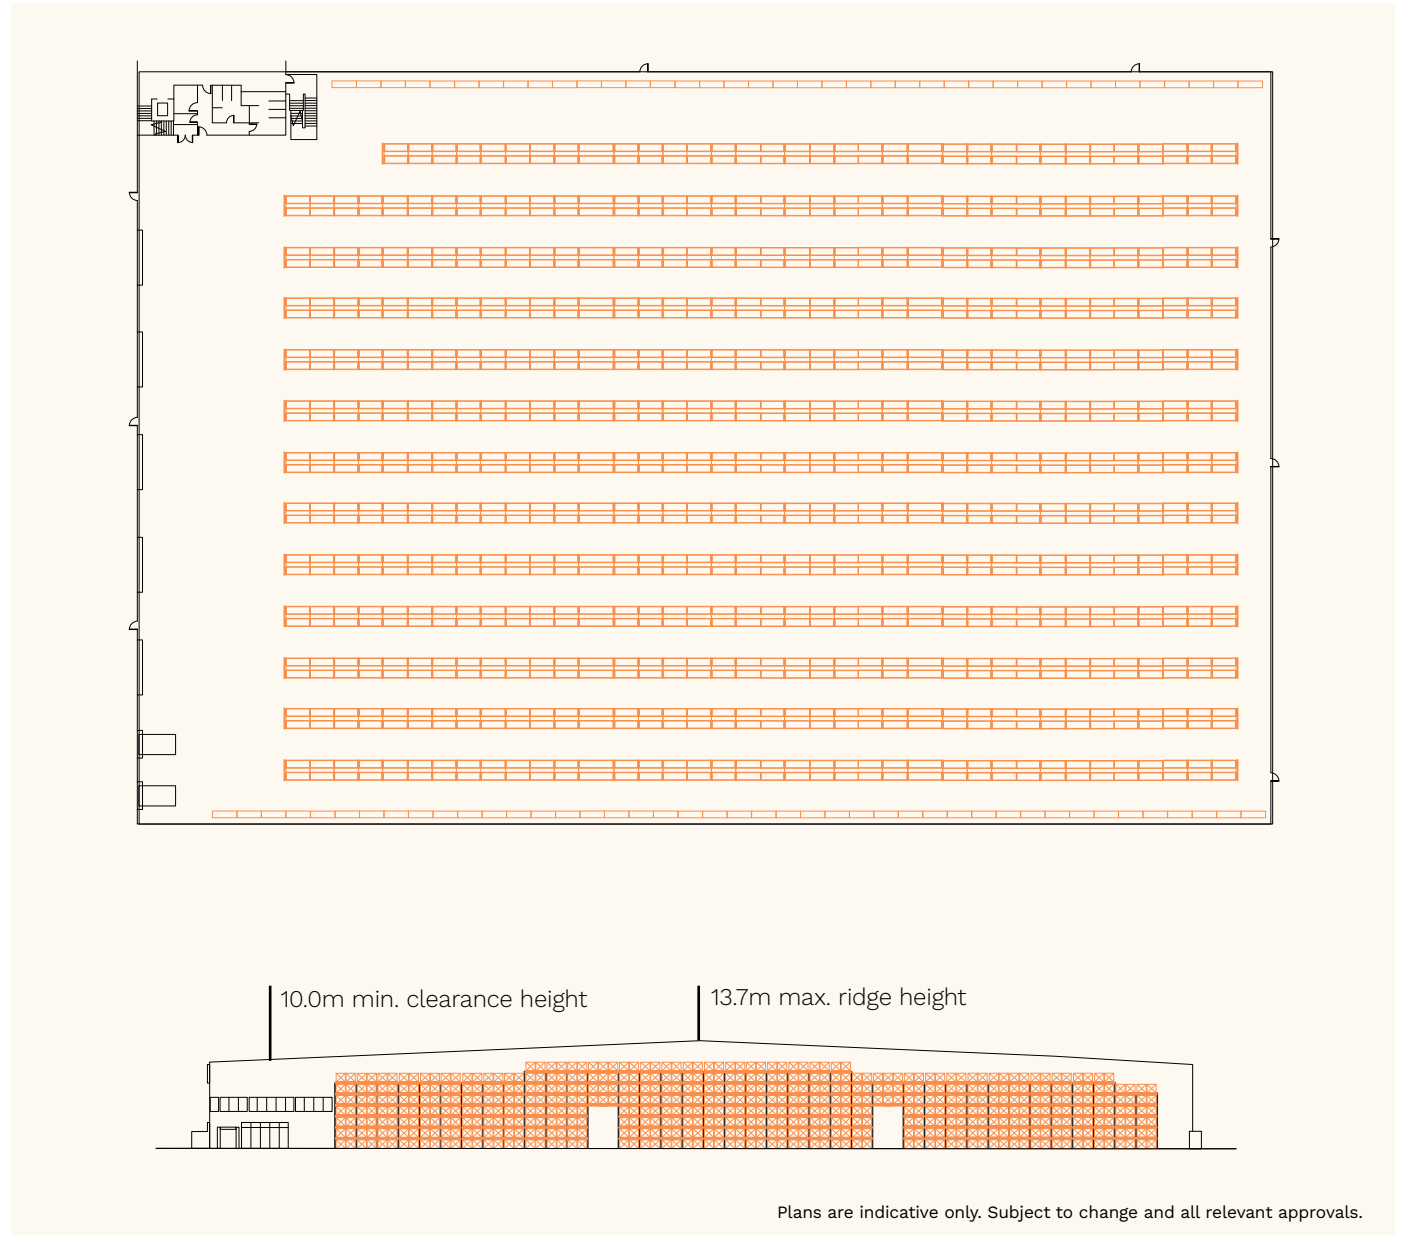 10.0m min. clearance height
13.7m max. ridge height
Plans are indicative only. Subject to change and all relevant approvals.